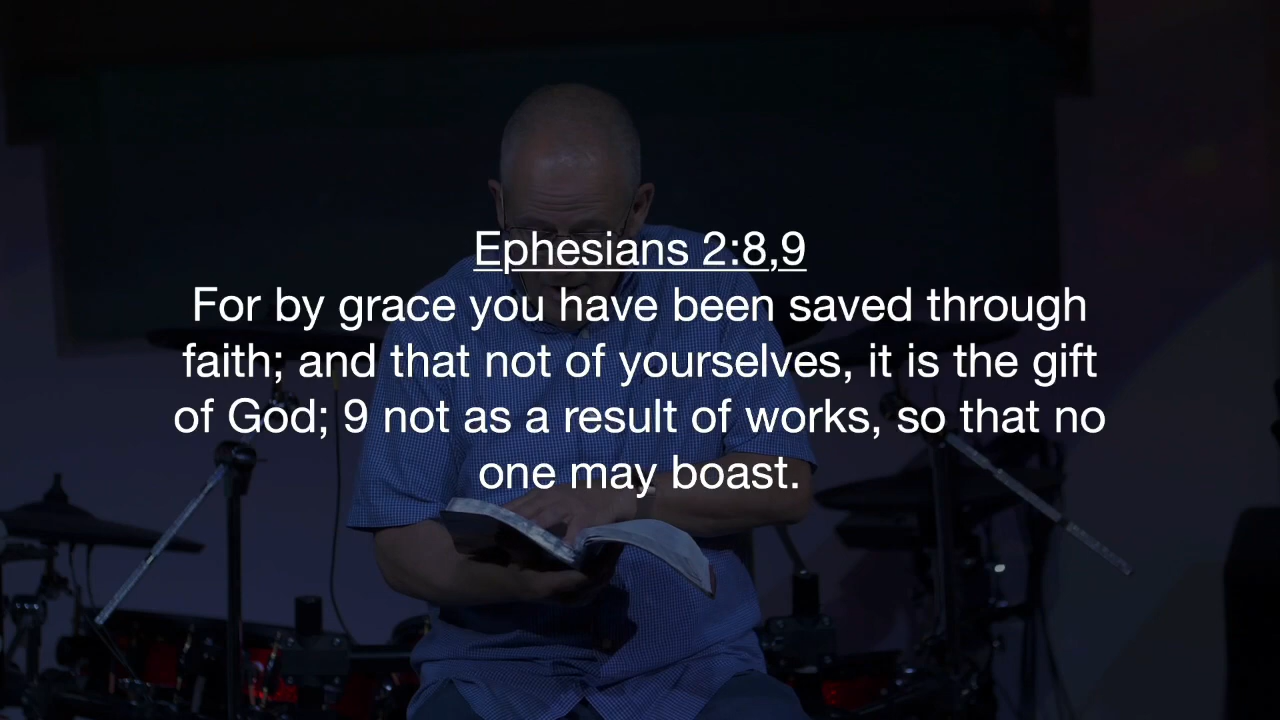 Ephesians 2:8,9
For by grace you have been saved through
faith; and that not of yourselves, it is the gift
of God; 9 not as a result of works, so that no
one may boast.